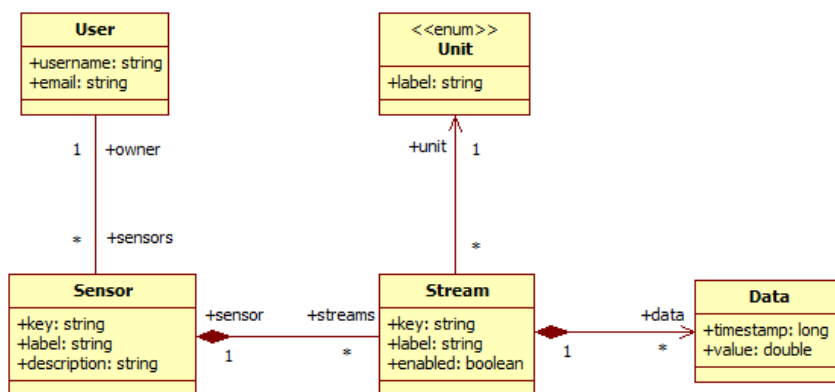 User
+username: string
+email: string
<<enum>>
Unit
+label: string
1
+owner
+unit
1
*
+sensors
*
Sensor
+key: string
+label: string
+description: string
+sensor
1
+streams
*
Stream
+key: string
+label: string
+enabled: boolean
1
+data
*
Data
+timestamp: long
+value: double